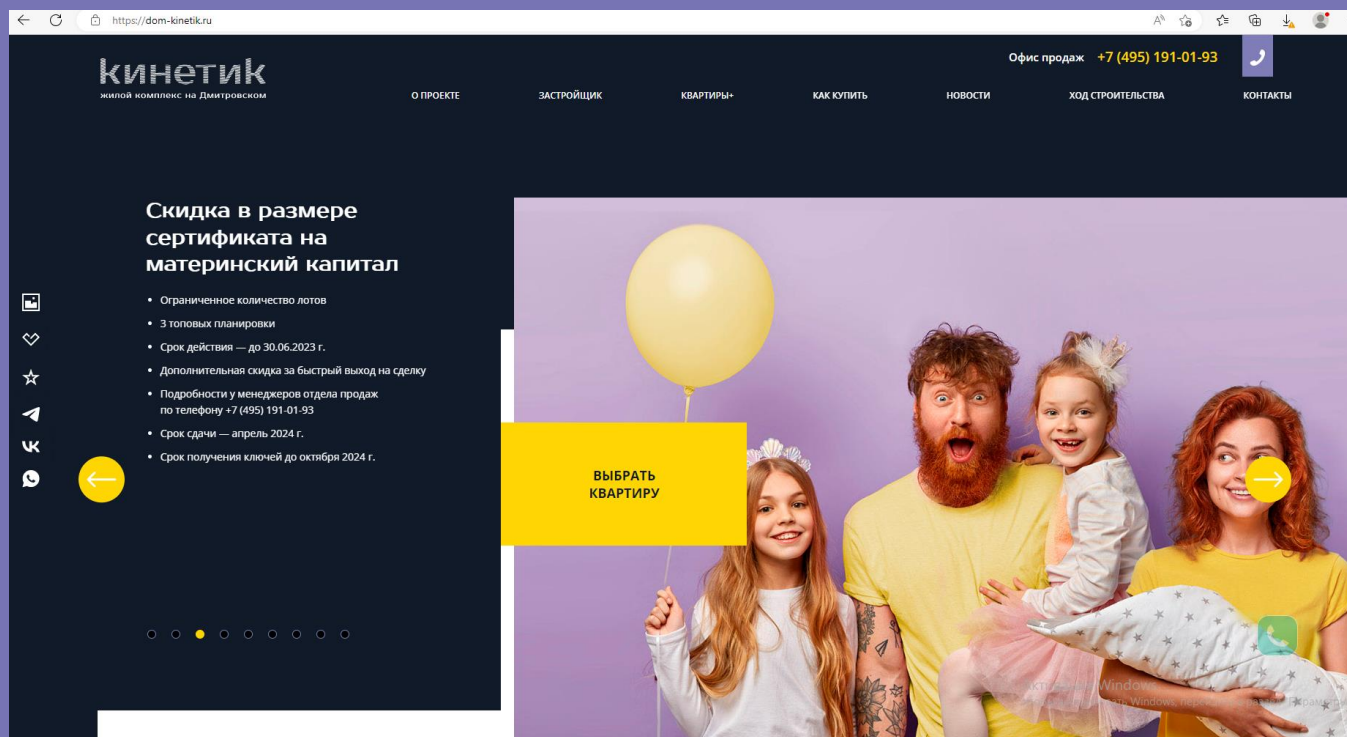 https://dom-kinetik.ru
Офис продаж +7 (495) 191-01-93
кинетик
жилой комплекс на Дмитровском
О ПРОЕКТЕ ЗАСТРОЙЩИК КВАРТИРЫ+ КАК КУПИТЬ НОВОСТИ ХОД СТРОИТЕЛЬСТВА КОНТАКТЫ
Скидка в размере
сертификата на
материнский капитал
• Ограниченное количество лотов
• 3 топовых планировки
• Срок действия — до 30.06.2023 г.
• Дополнительная скидка за быстрый выход на сделку
• Подробности у менеджеров отдела продаж
по телефону +7 (495) 191-01-93
• Срок сдачи — апрель 2024 г.
• Срок получения ключей до октября 2024 г.
ВЫБРАТЬ
КВАРТИРУ
Windows
Windows,